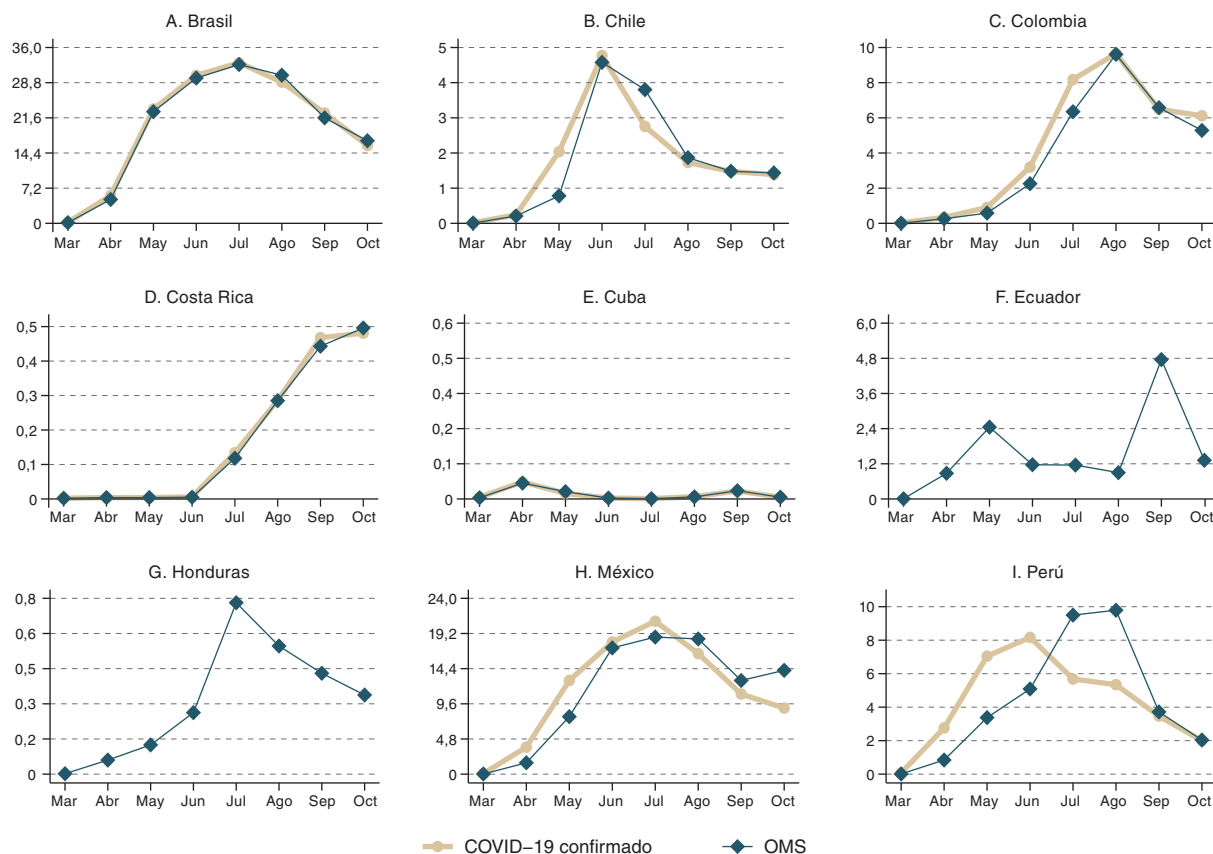 A. Brasil
36,0
28,8
21,6
14,4
7,2
0
Mar Abr May Jun Jul Ago Sep Oct
B. Chile
5
4
3
2
1
0
Mar Abr May Jun Jul Ago Sep Oct
C. Colombia
10
8
6
4
2
0
Mar Abr May Jun Jul Ago Sep Oct
D. Costa Rica
0,5
0,4
0,3
0,2
0,1
0
Mar Abr May Jun Jul Ago Sep Oct
E. Cuba
0,6
0,5
0,4
0,2
0,1
0
Mar Abr May Jun Jul Ago Sep Oct
F. Ecuador
6,0
4,8
3,6
2,4
1,2
0
Mar Abr May Jun Jul Ago Sep Oct
G. Honduras
0,8
0,6
0,5
0,3
0,2
0
Mar Abr May Jun Jul Ago Sep Oct
H. México
24,0
19,2
14,4
9,6
4,8
0
Mar Abr May Jun Jul Ago Sep Oct
I. Perú
10
8
6
4
2
0
Mar Abr May Jun Jul Ago Sep Oct
COVID–19 confirmado OMS